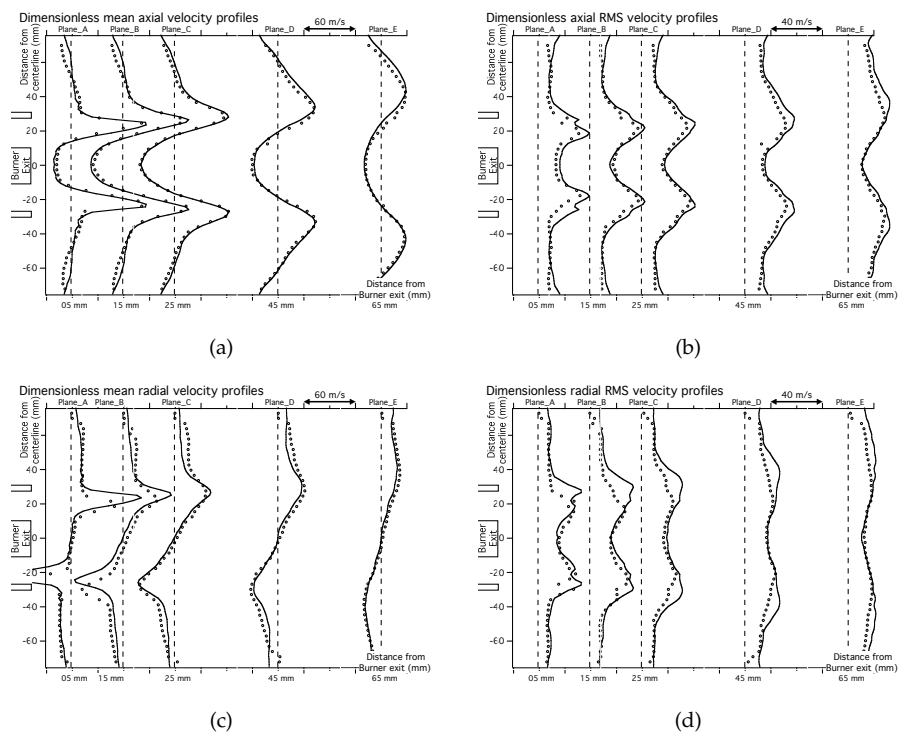 Dimensionless mean axial velocity profiles
60 m/s
Plane_A Plane_B Plane_C Plane_D Plane_E
Distance fom
centerline (mm)
40
20
0
-20
-40
-60
Burner
Exit
Distance from
Burner exit (mm)
05 mm 15 mm 25 mm 45 mm 65 mm
(a)
Dimensionless axial RMS velocity profiles
40 m/s
Plane_A Plane_B Plane_C Plane_D Plane_E
Distance fom
centerline (mm)
40
20
0
-20
-40
-60
Burner
Exit
Distance from
Burner exit (mm)
05 mm 15 mm 25 mm 45 mm 65 mm
(b)
Dimensionless mean radial velocity profiles
60 m/s
Plane_A Plane_B Plane_C Plane_D Plane_E
Distance fom
centerline (mm)
40
20
0
-20
-40
-60
Burner
Exit
Distance from
Burner exit (mm)
05 mm 15 mm 25 mm 45 mm 65 mm
(c)
Dimensionless radial RMS velocity profiles
40 m/s
Plane_A Plane_B Plane_C Plane_D Plane_E
Distance fom
centerline (mm)
40
20
0
-20
-40
-60
Burner
Exit
Distance from
Burner exit (mm)
05 mm 15 mm 25 mm 45 mm 65 mm
(d)